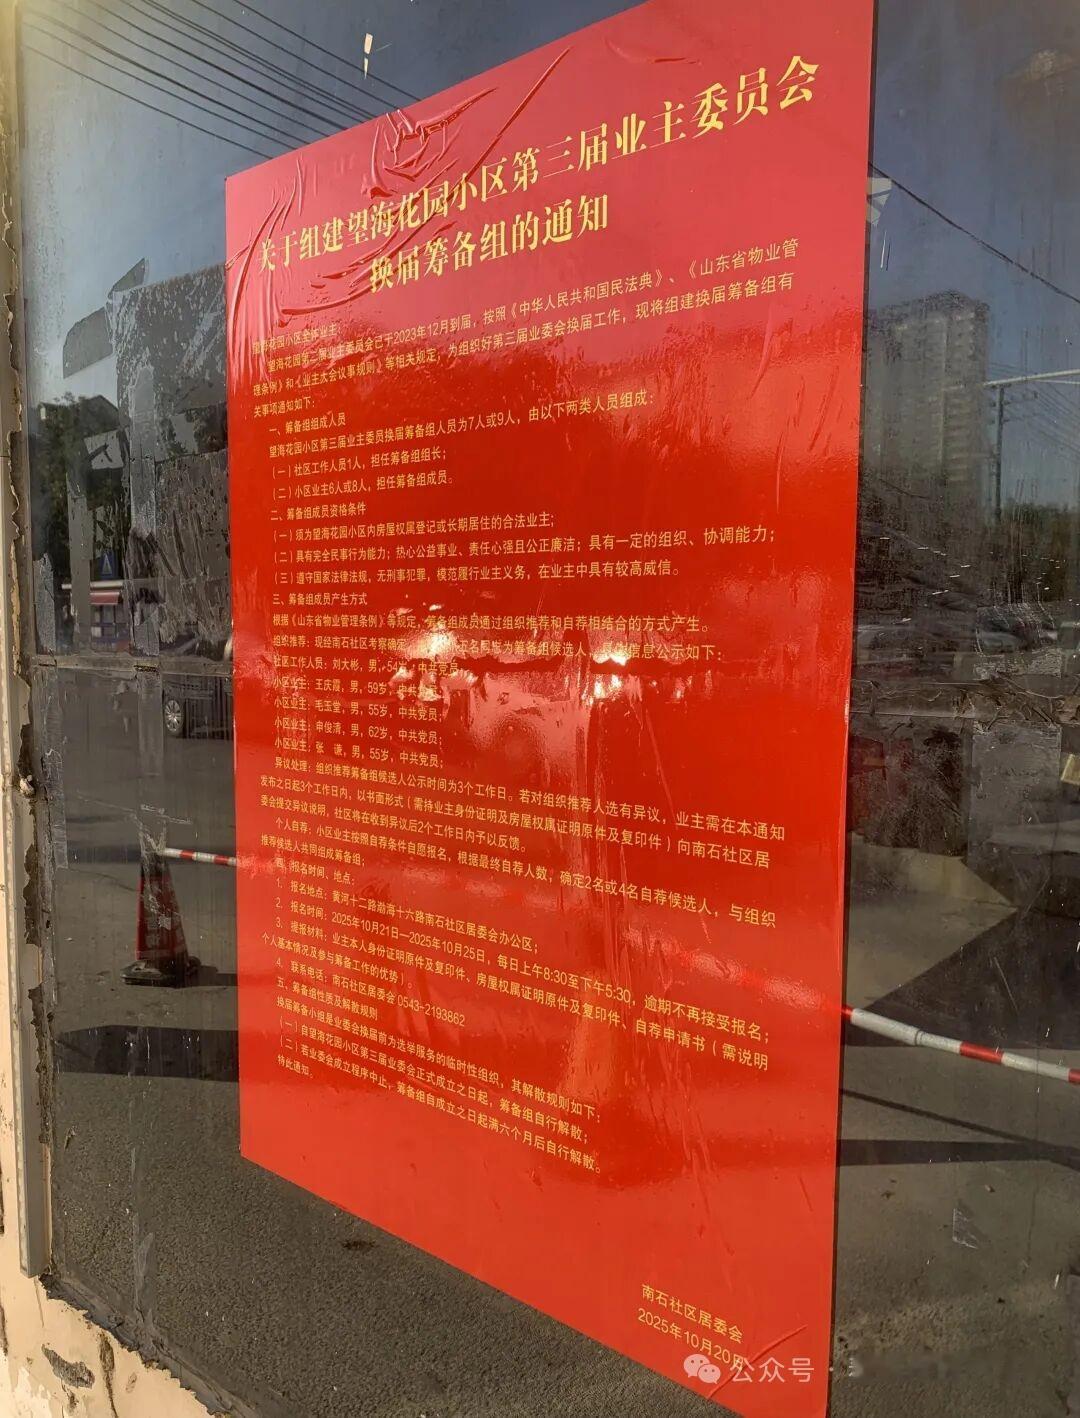 关于组建望海花园小区第三届业主委员会
换届筹备组的通知
望海花园小区全体业主:
望海花园第二届业主委员会已于2023年12月到届，按照《中华人民共和国民法典》、《山东省物业管
理条例》和《业主大会议事规则》等相关规定，为组织好第三届业委会换届工作，现将组建换届筹备组有
关事项通知如下:
一、筹备组组成人员
望海花园小区第三届业主委员换届筹备组人员为7人或9人，由以下两类人员组成:
(一)社区工作人员1人，担任筹备组组长;
(二)小区业主6人或8人，担任筹备组成员。
二、筹备组成员资格条件
(一)须为望海花园小区内房屋权属登记或长期居住的合法业主;
(二)具有完全民事行为能力;热心公益事业、责任心强且公正廉洁;具有一定的组织、协调能力;
(三)遵守国家法律法规，无刑事犯罪，模范履行业主义务，在业主中具有较高威信。
三、筹备组成员产生方式
根据《山东省物业管理条例》等规定，筹备组成员通过组织推荐和自荐相结合的方式产生。
组织推荐:现经南石社区考察确定 五名同志为筹备组候选人，信息公示如下:
社区工作人员:刘大彬，男，54岁，中共党员;
小区业主:王庆霞，男，59岁，中共党员;
小区业主:毛玉堂，男，55岁，中共党员;
小区业主:申俊清，男，62岁，中共党员;
小区业主:张 谦，男，55岁，中共党员;
异议处理:组织推荐筹备组候选人公示时间为3个工作日。若对组织推荐人选有异议，业主需在本通知
发布之日起3个工作日内，以书面形式(需持业主身份证明及房屋权属证明原件及复印件)向南石社区居
委会提交异议说明，社区将在收到异议后2个工作日内予以反馈。
个人自荐:小区业主按照自荐条件自愿报名，根据最终自荐人数，确定2名或4名自荐候选人，与组织
推荐候选人共同组成筹备组;
四、报名时间、地点:
1、报名地点:黄河十二路渤海十六路南石社区居委会办公区;
2、报名时间:2025年10月21日—2025年10月25日，每日上午8:30至下午5:30，逾期不再接受报名;
3、提报材料:业主本人身份证明原件及复印件、房屋权属证明原件及复印件、自荐申请书(需说明
个人基本情况及参与筹备工作的优势)。
4、联系电话:南石社区居委会 0543-2193862
五、筹备组性质及解散规则
换届筹备小组是业委会换届前为选举服务的临时性组织，其解散规则如下:
(一)自望海花园小区第三届业委会正式成立之日起，筹备组自行解散;
(二)若业委会成立程序中止，筹备组自成立之日起满六个月后自行解散。
特此通知。
南石社区居委会
2025年10月20日
公众号